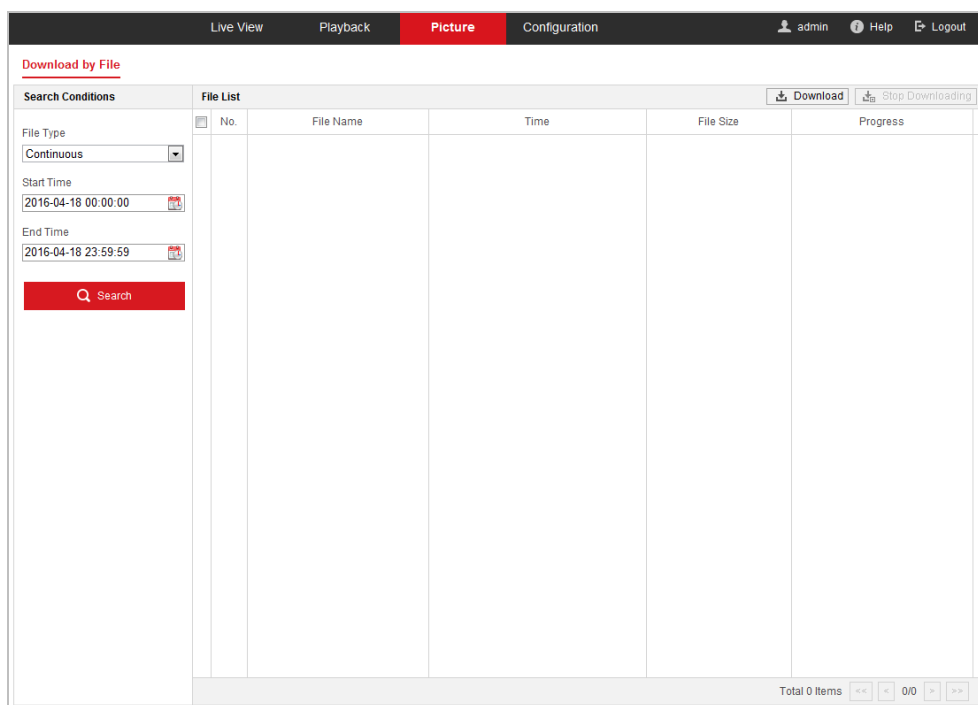 Live View Playback Picture Configuration admin Help Logout
Download by File
Search Conditions
File Type
Continuous
Start Time
2016-04-18 00:00:00
End Time
2016-04-18 23:59:59
Search
File List Download Stop Downloading
No. File Name Time File Size Progress
Total 0 Items << < 0/0 > >>